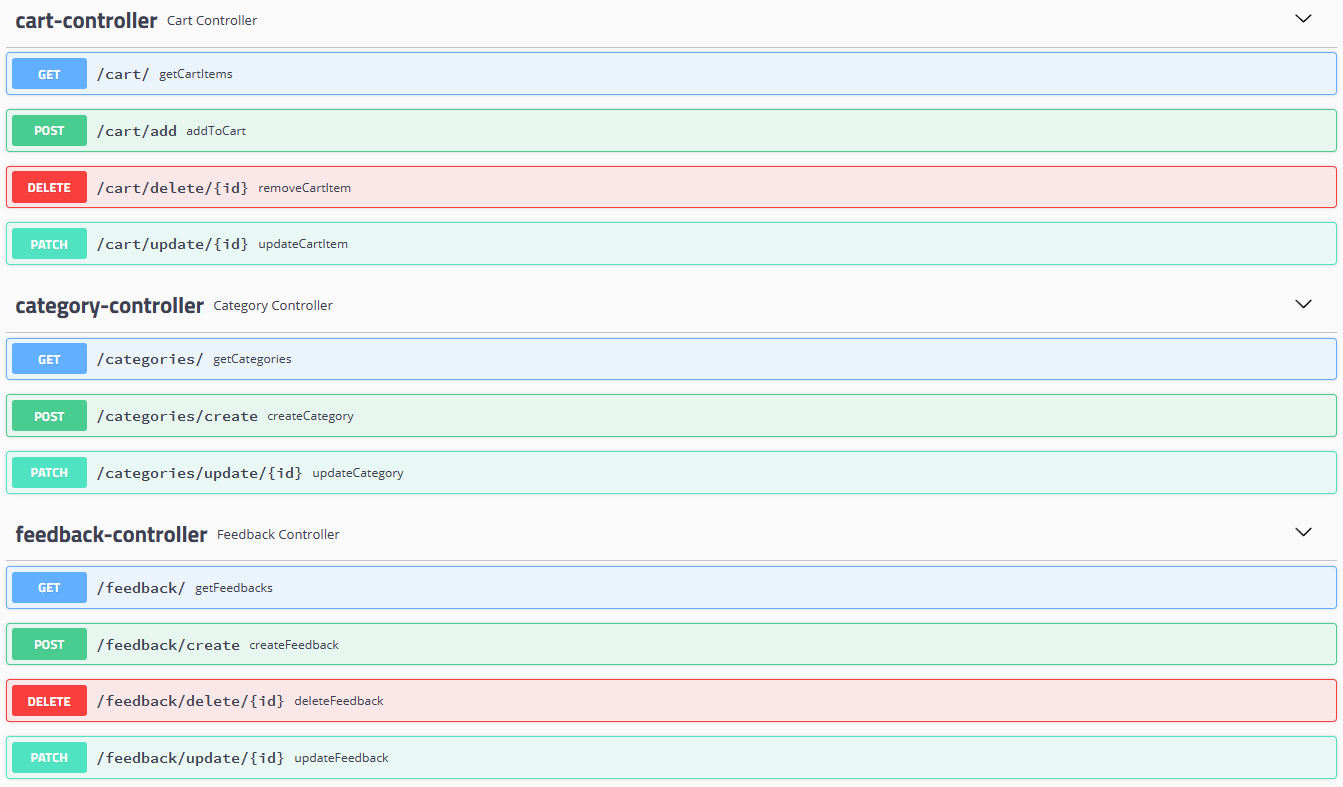 cart-controller Cart Controller
GET /cart/ getCartItems
POST /cart/add addToCart
DELETE /cart/delete/{id} removeCartItem
PATCH /cart/update/{id} updateCartItem
category-controller Category Controller
GET /categories/ getCategories
POST /categories/create createCategory
PATCH /categories/update/{id} updateCategory
feedback-controller Feedback Controller
GET /feedback/ getFeedbacks
POST /feedback/create createFeedback
DELETE /feedback/delete/{id} deleteFeedback
PATCH /feedback/update/{id} updateFeedback